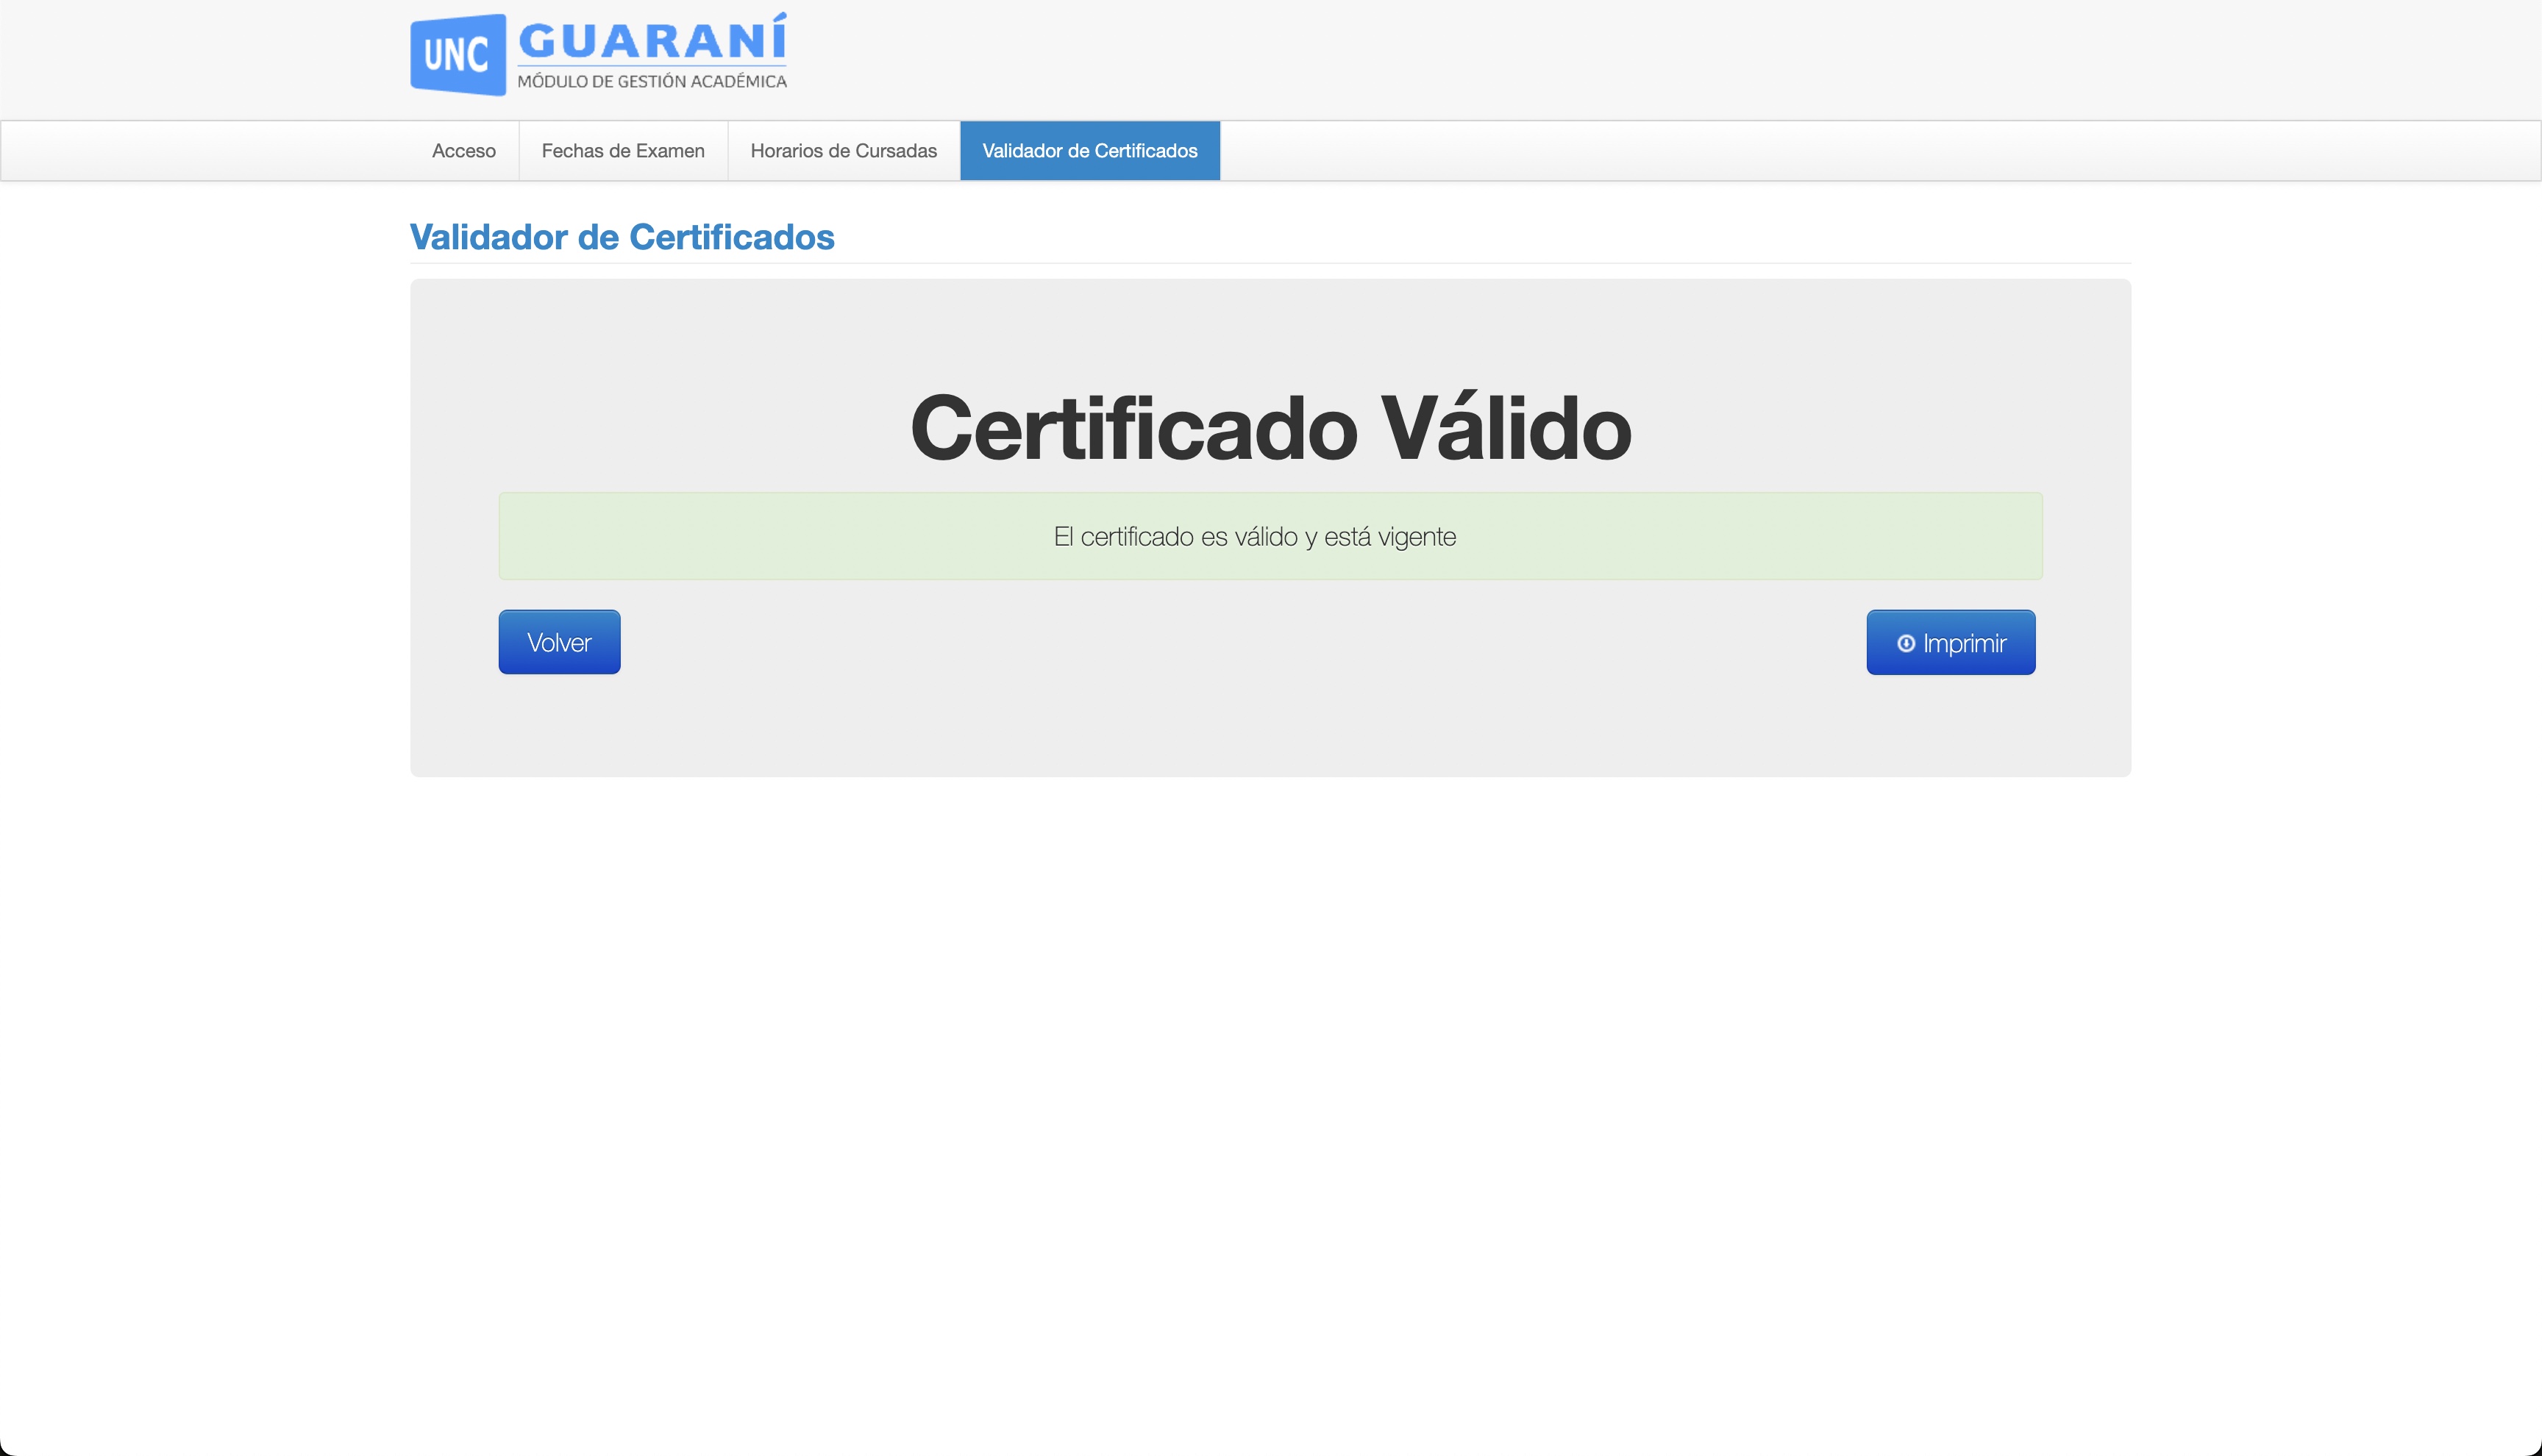 UNC
GUARANÍ
MÓDULO DE GESTIÓN ACADÉMICA
Acceso
Fechas de Examen
Horarios de Cursadas
Validador de Certificados
Validador de Certificados
Certificado Válido
El certificado es válido y está vigente
Volver
Imprimir